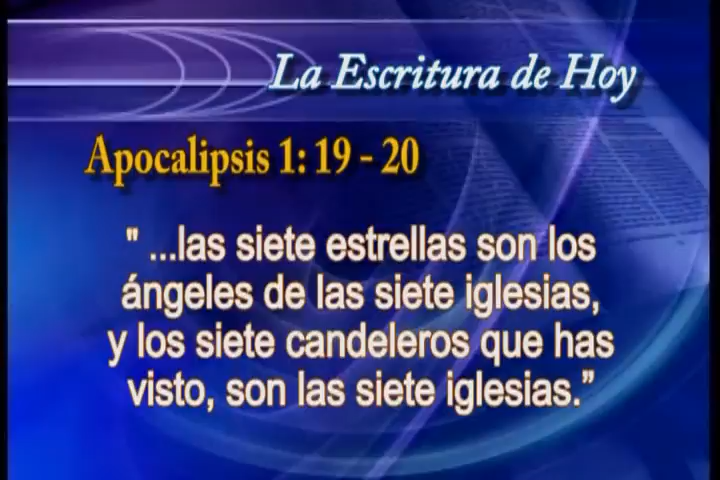 La Escritura de Hoy
Apocalipsis 1: 19 - 20
" ...las siete estrellas son los
ángeles de las siete iglesias,
y los siete candeleros que has
visto, son las siete iglesias.”